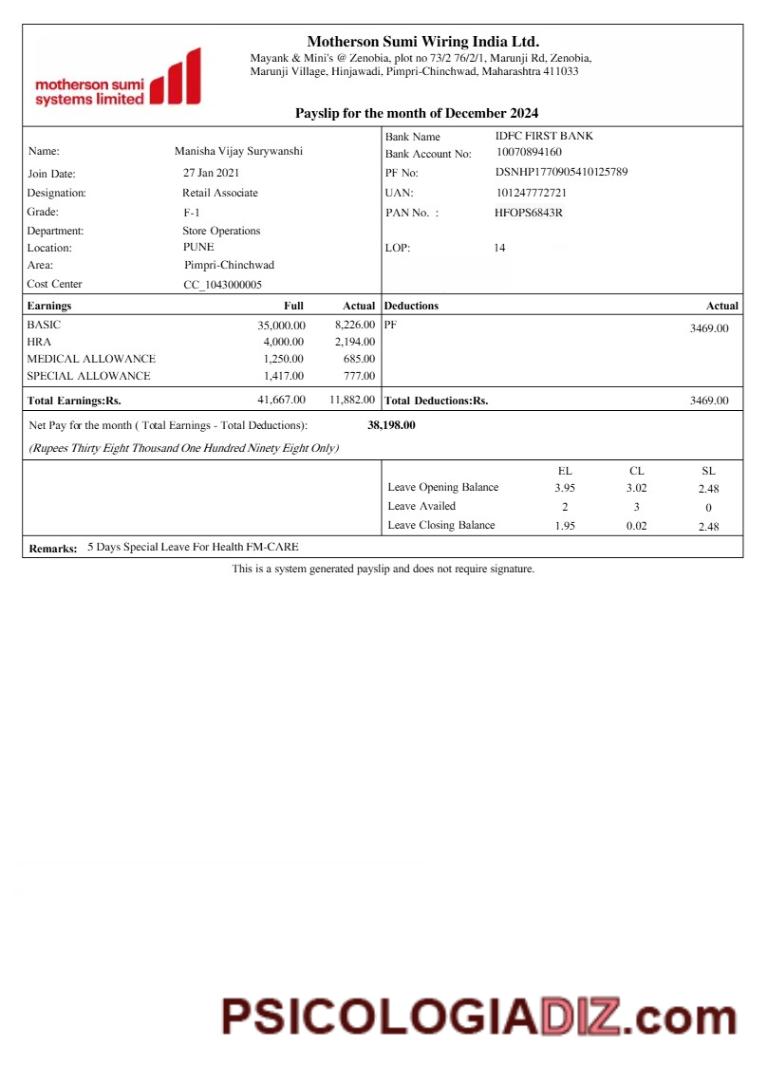 Motherson Sumi Wiring India Ltd.
Mayank & Mini's @ Zenobia, plot no 73/2 76/2/1, Marunji Rd, Zenobia,
Marunji Village, Hinjawadi, Pimpri-Chinchwad, Maharashtra 411033
motherson sumi
systems limited
Payslip for the month of December 2024
Name: Manisha Vijay Surywanshi
Join Date: 27 Jan 2021
Designation: Retail Associate
Grade: F-1
Department: Store Operations
Location: PUNE
Area: Pimpri-Chinchwad
Cost Center CC_1043000005
Bank Name IDFC FIRST BANK
Bank Account No: 10070894160
PF No: DSNHP1770905410125789
UAN: 101247772721
PAN No. : HFOPS6843R
LOP: 14
Earnings Full Actual Deductions Actual
BASIC 35,000.00 8,226.00 PF 3469.00
HRA 4,000.00 2,194.00
MEDICAL ALLOWANCE 1,250.00 685.00
SPECIAL ALLOWANCE 1,417.00 777.00
Total Earnings:Rs. 41,667.00 11,882.00 Total Deductions:Rs. 3469.00
Net Pay for the month ( Total Earnings - Total Deductions): 38,198.00
(Rupees Thirty Eight Thousand One Hundred Ninety Eight Only)
EL CL SL
Leave Opening Balance 3.95 3.02 2.48
Leave Availed 2 3 0
Leave Closing Balance 1.95 0.02 2.48
Remarks: 5 Days Special Leave For Health FM-CARE
This is a system generated payslip and does not require signature.
PSICOLOGIADIZ.com